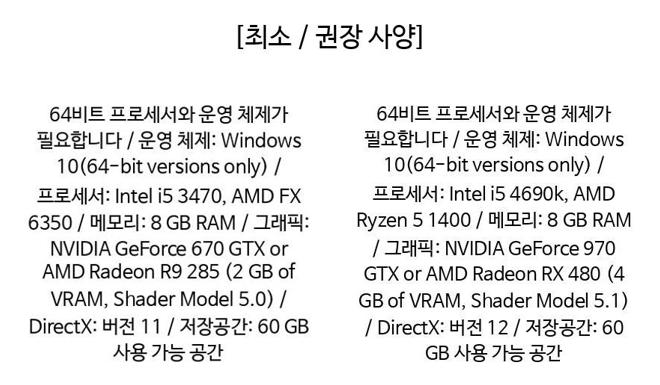 [최소 / 권장 사양]
64비트 프로세서와 운영 체제가
필요합니다 / 운영 체제: Windows
10(64-bit versions only) /
프로세서: Intel i5 3470, AMD FX
6350 / 메모리: 8 GB RAM / 그래픽:
NVIDIA GeForce 670 GTX or
AMD Radeon R9 285 (2 GB of
VRAM, Shader Model 5.0) /
DirectX: 버전 11 / 저장공간: 60 GB
사용 가능 공간
64비트 프로세서와 운영 체제가
필요합니다 / 운영 체제: Windows
10(64-bit versions only) /
프로세서: Intel i5 4690k, AMD
Ryzen 5 1400 / 메모리: 8 GB RAM
/ 그래픽: NVIDIA GeForce 970
GTX or AMD Radeon RX 480 (4
GB of VRAM, Shader Model 5.1)
/ DirectX: 버전 12 / 저장공간: 60
GB 사용 가능 공간